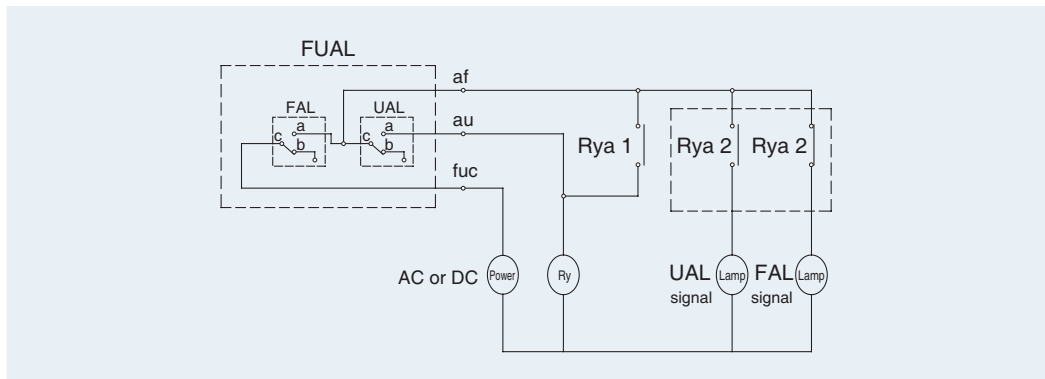 FUAL
af
FAL
UAL
a
c
b
a
c
b
au
fuc
Rya 1
Rya 2
Rya 2
AC or DC
Power
Ry
UAL
signal
Lamp
FAL
signal
Lamp